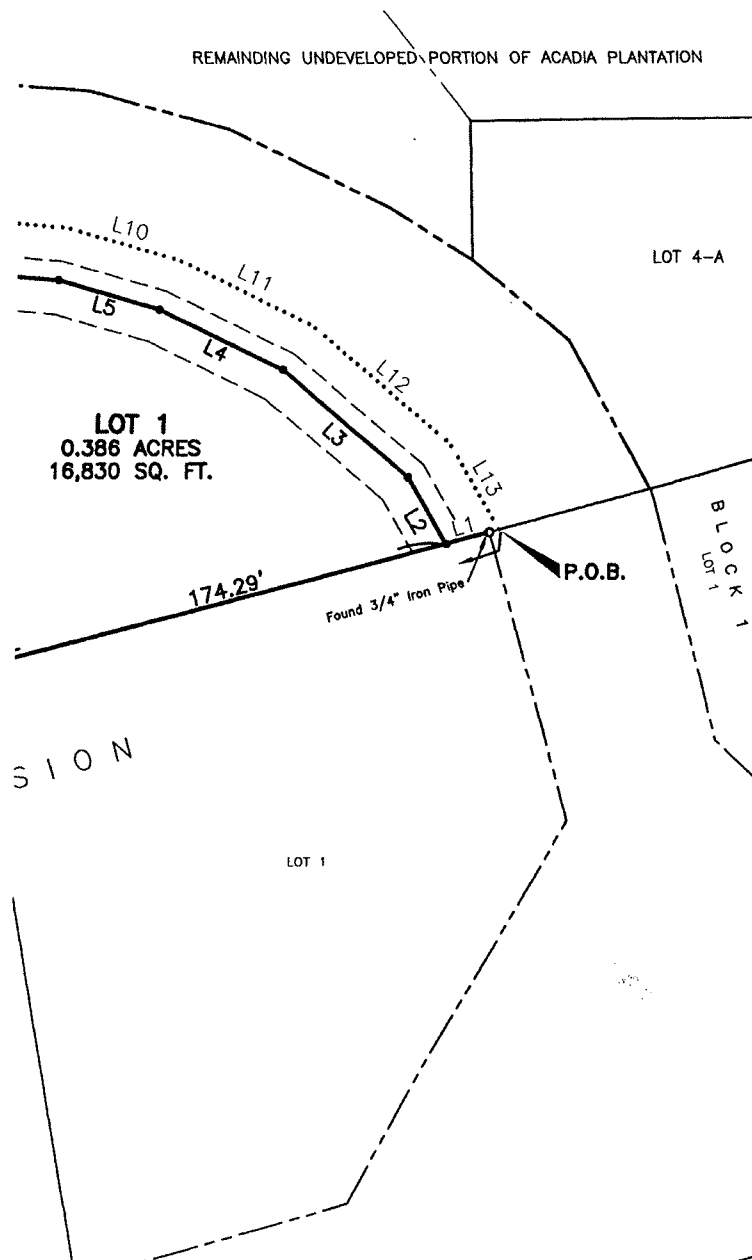 REMAINDING UNDEVELOPED PORTION OF ACADIA PLANTATION
L10
L11
LOT 4-A
L5
L4
L12
L3
LOT 1
0.386 ACRES
16,830 SQ. FT.
L13
L2
L1
BLOCK 1
LOT 1
P.O.B.
174.29'
Found 3/4" Iron Pipe
SION
LOT 1